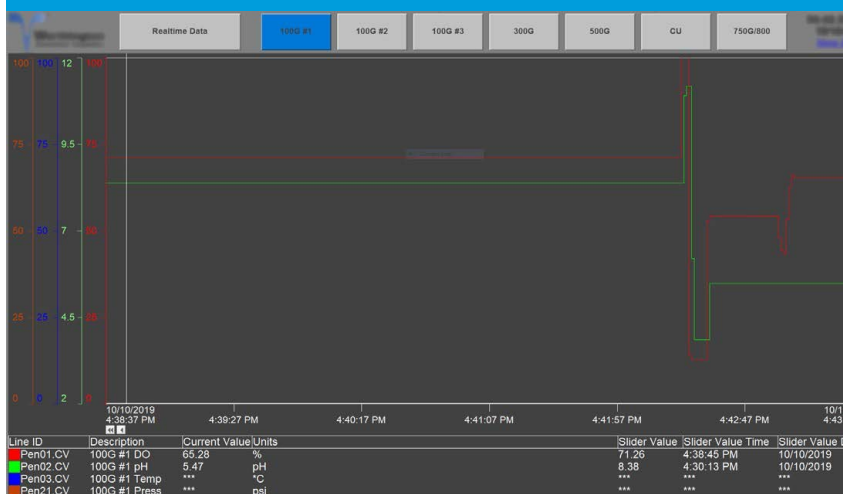 Realtime Data 100G #1 100G #2 100G #3 300G 500G CU 750G/800
100 100 12 100
75 75 9.5 75
50 50 7 50
25 25 4.5 25
0 0 2 0
10/10/2019 10/1
4:38:37 PM 4:39:27 PM 4:40:17 PM 4:41:07 PM 4:41:57 PM 4:42:47 PM 4:43
Line ID Description Current Value Units Slider Value Slider Value Time Slider Value
Pen01.CV 100G #1 DO 65.28 % 71.26 4:38:45 PM 10/10/2019
Pen02.CV 100G #1 pH 5.47 pH 8.38 4:30:13 PM 10/10/2019
Pen03.CV 100G #1 Temp *** °C *** *** ***
Pen21.CV 100G #1 Press *** psi *** *** ***